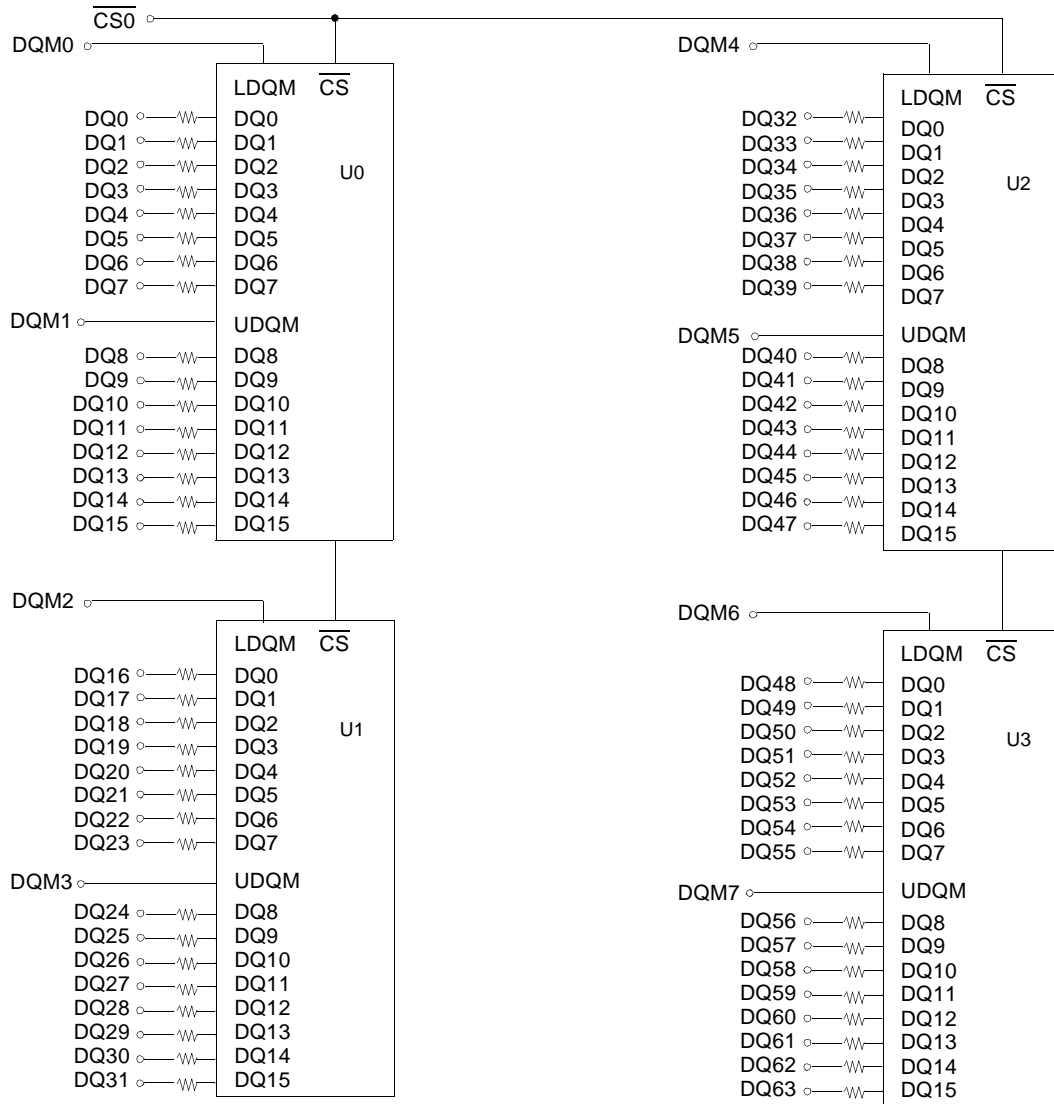 CS0
DQM0
LDQM CS
DQ0 DQ0
DQ1 DQ1
DQ2 DQ2
U0
DQ3 DQ3
DQ4 DQ4
DQ5 DQ5
DQ6 DQ6
DQ7 DQ7
DQM1 UDQM
DQ8 DQ8
DQ9 DQ9
DQ10 DQ10
DQ11 DQ11
DQ12 DQ12
DQ13 DQ13
DQ14 DQ14
DQ15 DQ15
DQM2
LDQM CS
DQ16 DQ0
DQ17 DQ1
DQ18 DQ2
U1
DQ19 DQ3
DQ20 DQ4
DQ21 DQ5
DQ22 DQ6
DQ23 DQ7
DQM3 UDQM
DQ24 DQ8
DQ25 DQ9
DQ26 DQ10
DQ27 DQ11
DQ28 DQ12
DQ29 DQ13
DQ30 DQ14
DQ31 DQ15
DQM4
LDQM CS
DQ32 DQ0
DQ33 DQ1
DQ34 DQ2
U2
DQ35 DQ3
DQ36 DQ4
DQ37 DQ5
DQ38 DQ6
DQ39 DQ7
DQM5 UDQM
DQ40 DQ8
DQ41 DQ9
DQ42 DQ10
DQ43 DQ11
DQ44 DQ12
DQ45 DQ13
DQ46 DQ14
DQ47 DQ15
DQM6
LDQM CS
DQ48 DQ0
DQ49 DQ1
DQ50 DQ2
U3
DQ51 DQ3
DQ52 DQ4
DQ53 DQ5
DQ54 DQ6
DQ55 DQ7
DQM7 UDQM
DQ56 DQ8
DQ57 DQ9
DQ58 DQ10
DQ59 DQ11
DQ60 DQ12
DQ61 DQ13
DQ62 DQ14
DQ63 DQ15